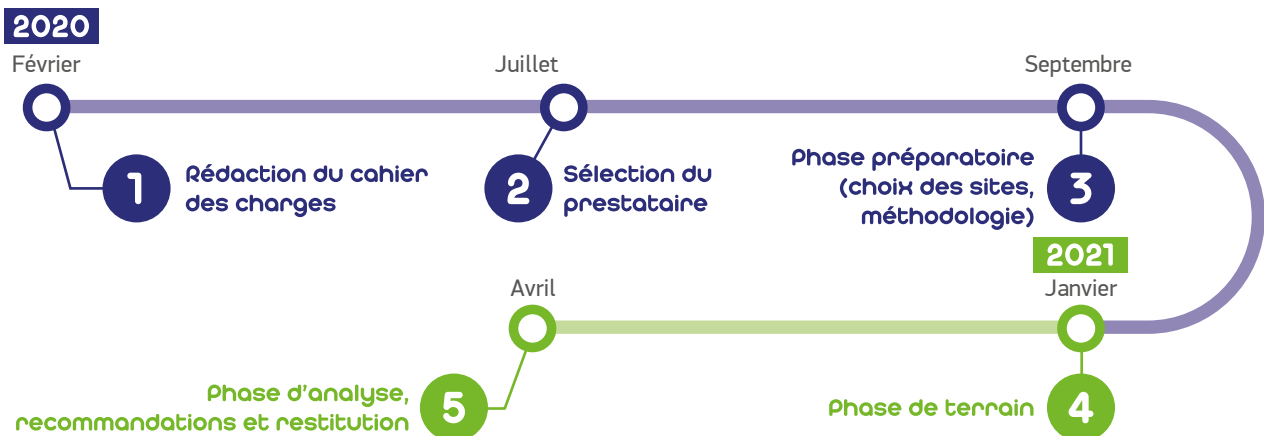 2020
Février
1
Rédaction du cahier
des charges
Juillet
2
Sélection du
prestataire
Septembre
Phase préparatoire
(choix des sites,
méthodologie)
3
2021
Janvier
Phase de terrain
4
Avril
Phase d'analyse,
recommandations et restitution
5